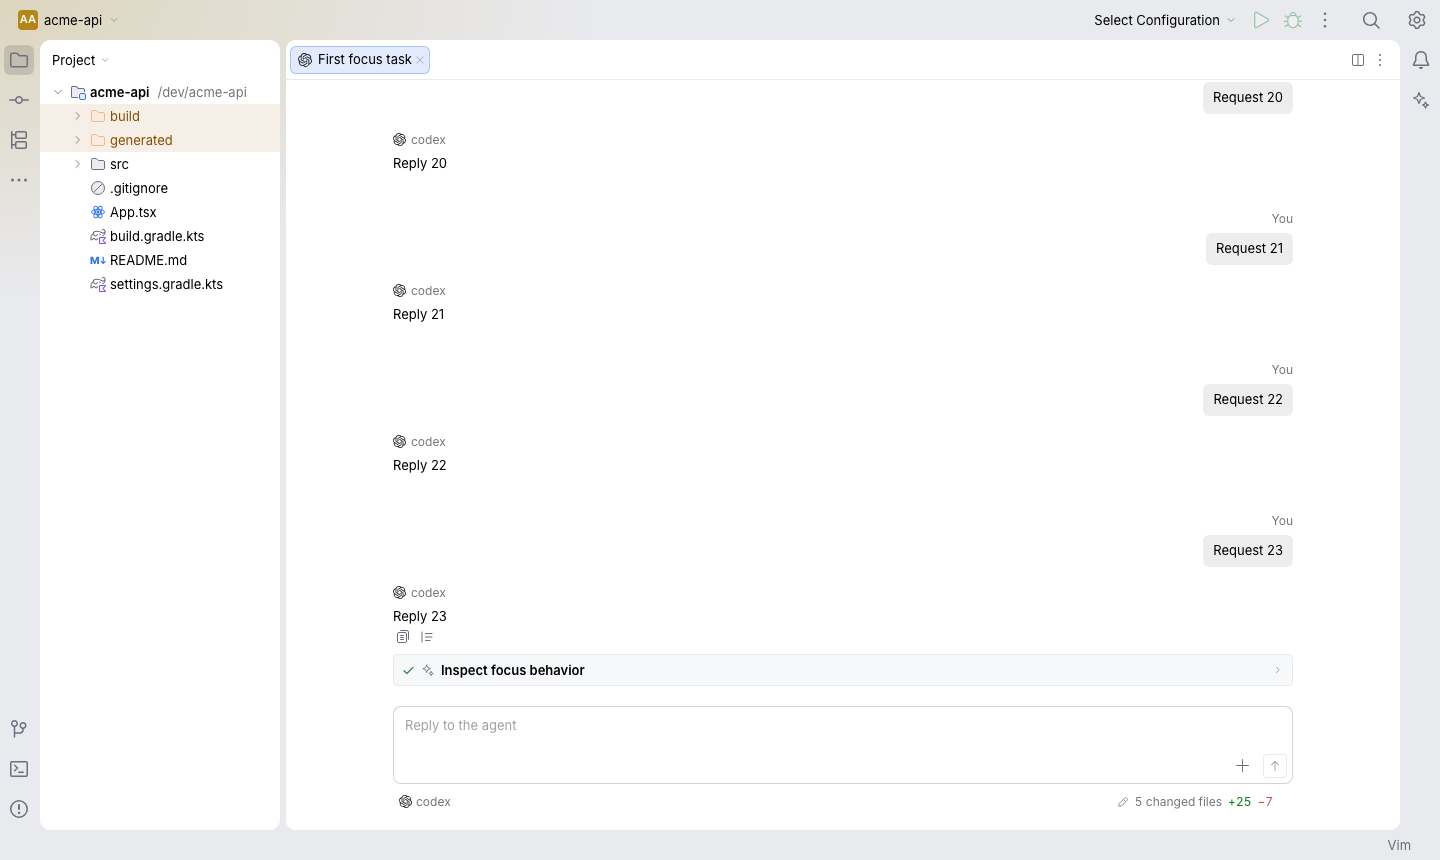 AA acme-api
Select Configuration
Project
First focus task
acme-api /dev/acme-api
build
generated
src
.gitignore
App.tsx
build.gradle.kts
M↓ README.md
settings.gradle.kts
Request 20
codex
Reply 20
You
Request 21
codex
Reply 21
You
Request 22
codex
Reply 22
You
Request 23
codex
Reply 23
Inspect focus behavior
Reply to the agent
codex
5 changed files +25 −7
Vim